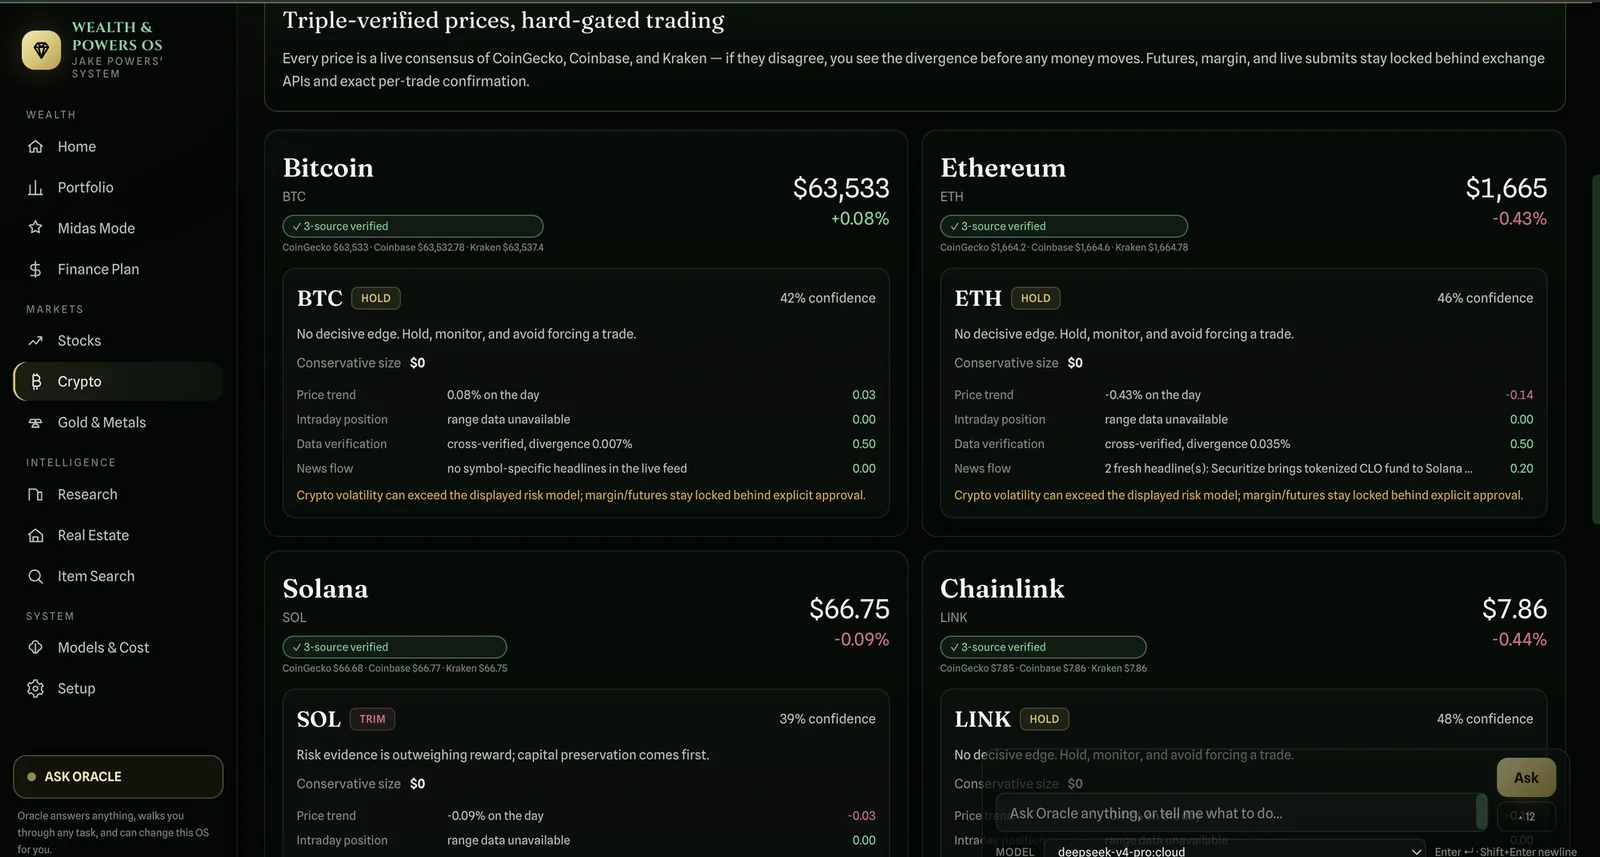 WEALTH &
POWERS OS
JAKE POWERS'
SYSTEM
WEALTH
Home
Portfolio
Midas Mode
Finance Plan
MARKETS
Stocks
Crypto
Gold & Metals
INTELLIGENCE
Research
Real Estate
Item Search
SYSTEM
Models & Cost
Setup
ASK ORACLE
Oracle answers anything, walks you
through any task, and can change this OS
for you.
Triple-verified prices, hard-gated trading
Every price is a live consensus of CoinGecko, Coinbase, and Kraken — if they disagree, you see the divergence before any money moves. Futures, margin, and live submits stay locked behind exchange
APIs and exact per-trade confirmation.
Bitcoin
BTC
$63,533
+0.08%
✓ 3-source verified
CoinGecko $63,533 · Coinbase $63,532.78 · Kraken $63,537.4
BTC HOLD 42% confidence
No decisive edge. Hold, monitor, and avoid forcing a trade.
Conservative size $0
Price trend 0.08% on the day 0.03
Intraday position range data unavailable 0.00
Data verification cross-verified, divergence 0.007% 0.50
News flow no symbol-specific headlines in the live feed 0.00
Crypto volatility can exceed the displayed risk model; margin/futures stay locked behind explicit approval.
Ethereum
ETH
$1,665
-0.43%
✓ 3-source verified
CoinGecko $1,664.2 · Coinbase $1,664.6 · Kraken $1,664.78
ETH HOLD 46% confidence
No decisive edge. Hold, monitor, and avoid forcing a trade.
Conservative size $0
Price trend -0.43% on the day -0.14
Intraday position range data unavailable 0.00
Data verification cross-verified, divergence 0.035% 0.50
News flow 2 fresh headline(s): Securitize brings tokenized CLO fund to Solana ... 0.20
Crypto volatility can exceed the displayed risk model; margin/futures stay locked behind explicit approval.
Solana
SOL
$66.75
-0.09%
✓ 3-source verified
CoinGecko $66.68 · Coinbase $66.77 · Kraken $66.75
SOL TRIM 39% confidence
Risk evidence is outweighing reward; capital preservation comes first.
Conservative size $0
Price trend -0.09% on the day -0.03
Intraday position range data unavailable 0.00
Chainlink
LINK
$7.86
-0.44%
✓ 3-source verified
CoinGecko $7.85 · Coinbase $7.86 · Kraken $7.86
LINK HOLD 48% confidence
No decisive edge. Hold, monitor, and avoid forcing a trade.
Conservative size $0
Price trend
Intraday position range data unavailable 0.00
Ask Oracle anything, or tell me what to do...
Ask
12
MODEL deepseek-v4-pro:cloud Enter ↵ · Shift+Enter newline